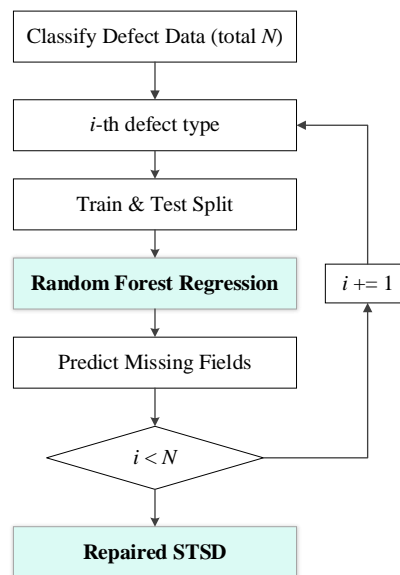 Classify Defect Data (total N)
i-th defect type
Train & Test Split
Random Forest Regression
i += 1
Predict Missing Fields
i < N
Repaired STSD